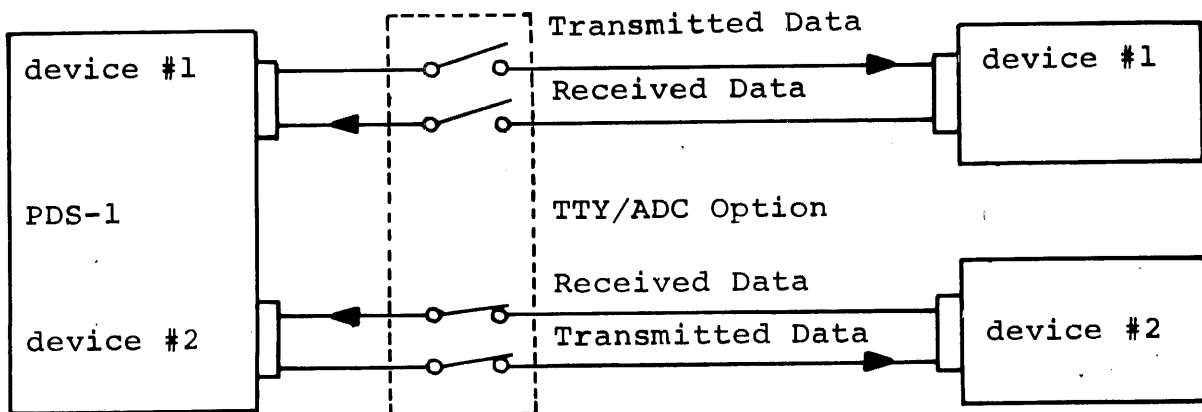 Transmitted Data
device #1
device #1
Received Data
PDS-1
TTY/ADC Option
Received Data
device #2
Transmitted Data
device #2